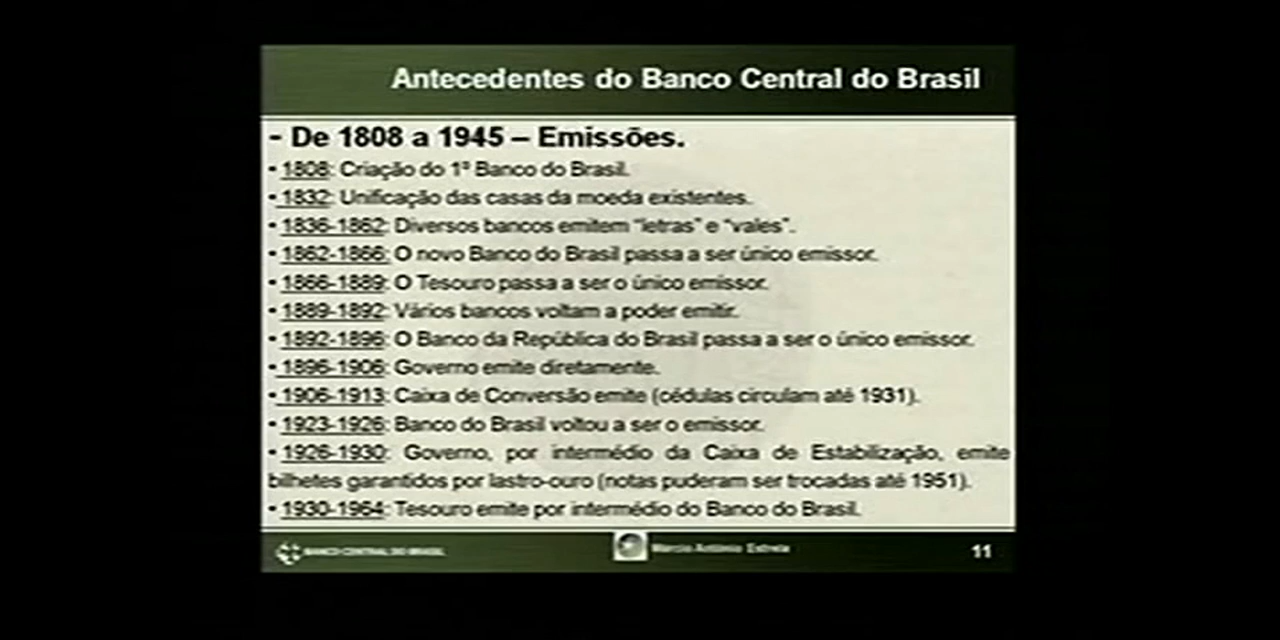 Antecedentes do Banco Central do Brasil
- De 1808 a 1945 – Emissões.
• 1808: Criação do 1º Banco do Brasil.
• 1832: Unificação das casas da moeda existentes.
• 1836-1862: Diversos bancos emitem "letras" e "vales".
• 1862-1866: O novo Banco do Brasil passa a ser único emissor.
• 1866-1889: O Tesouro passa a ser o único emissor.
• 1889-1892: Vários bancos voltam a poder emitir.
• 1892-1896: O Banco da República do Brasil passa a ser o único emissor.
• 1896-1906: Governo emite diretamente.
• 1906-1913: Caixa de Conversão emite (cédulas circulam até 1931).
• 1923-1926: Banco do Brasil voltou a ser o emissor.
• 1926-1930: Governo, por intermédio da Caixa de Estabilização, emite
bilhetes garantidos por lastro-ouro (notas puderam ser trocadas até 1951).
• 1930-1964: Tesouro emite por intermédio do Banco do Brasil.
BANCO CENTRAL DO BRASIL
Marcio Antônio Estrela
11